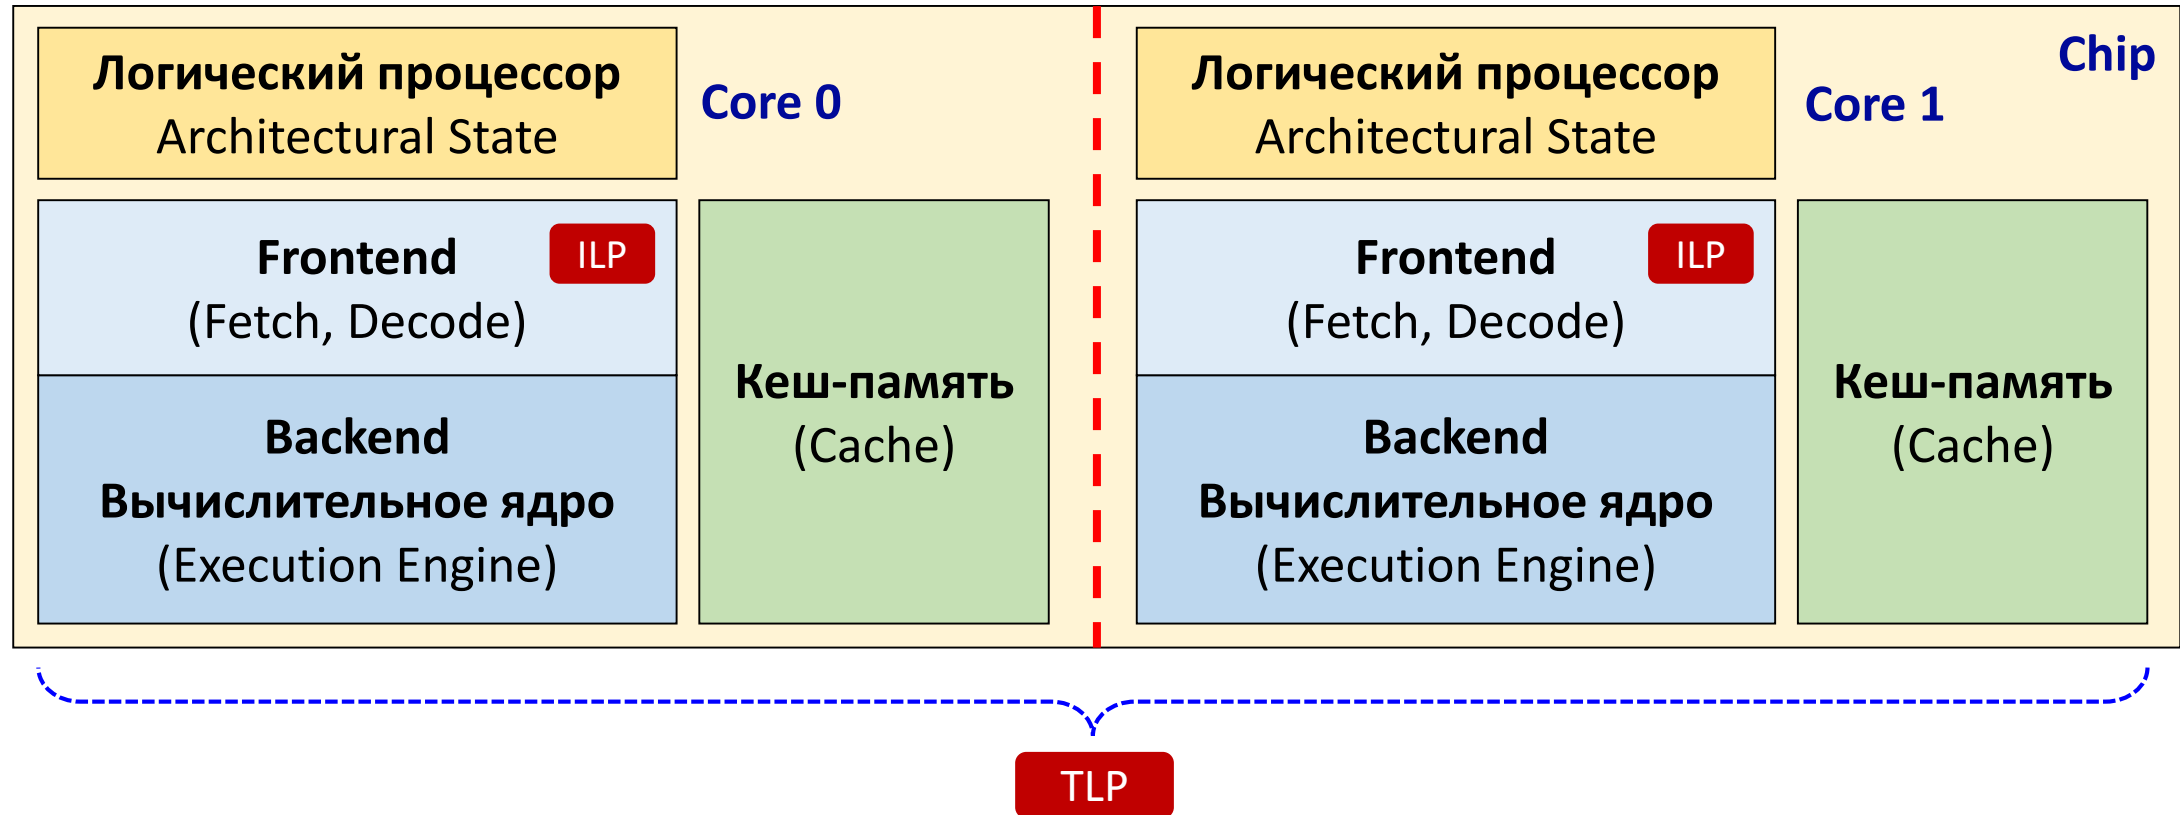 Логический процессор
Architectural State
Core 0
Frontend
ILP
(Fetch, Decode)
Backend
Вычислительное ядро
(Execution Engine)
Кеш-память
(Cache)
Chip
Логический процессор
Architectural State
Core 1
Frontend
ILP
(Fetch, Decode)
Backend
Вычислительное ядро
(Execution Engine)
Кеш-память
(Cache)
TLP